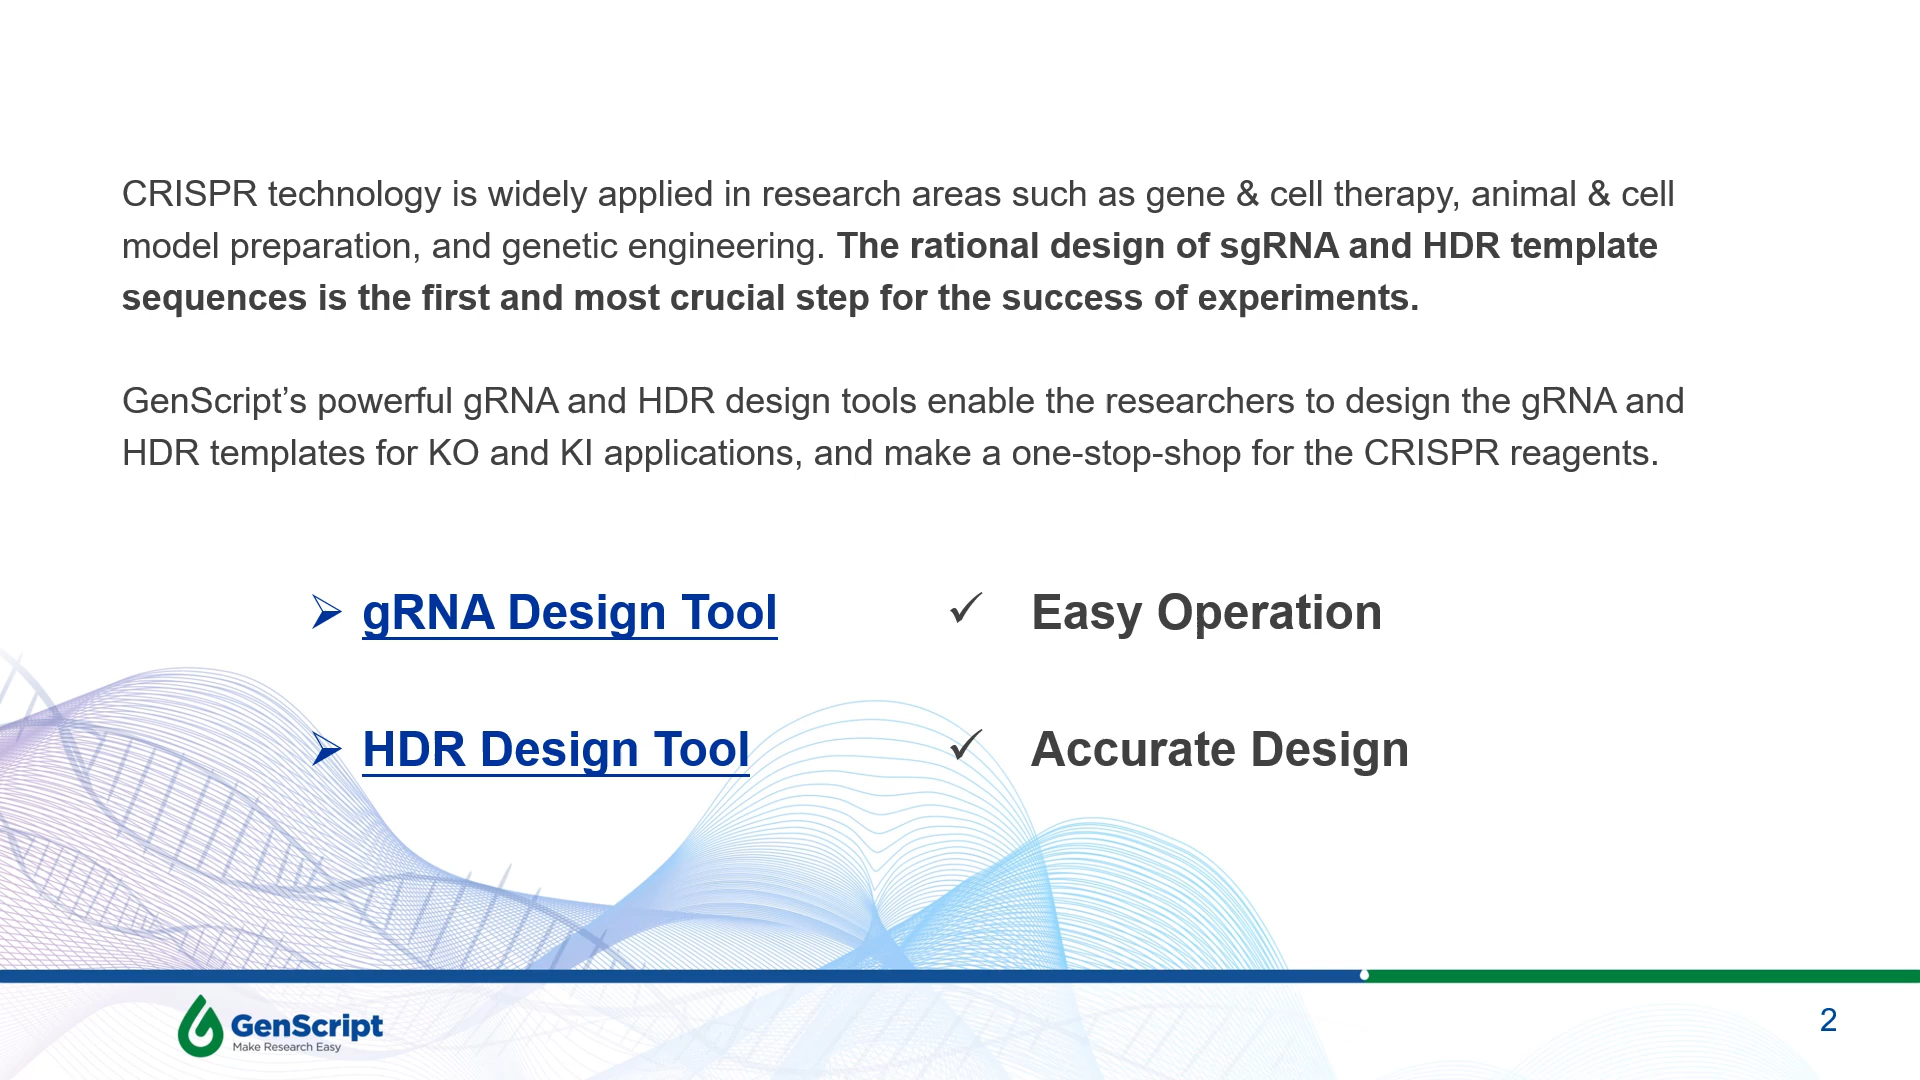 CRISPR technology is widely applied in research areas such as gene & cell therapy, animal & cell
model preparation, and genetic engineering. The rational design of sgRNA and HDR template
sequences is the first and most crucial step for the success of experiments.
GenScript’s powerful gRNA and HDR design tools enable the researchers to design the gRNA and
HDR templates for KO and KI applications, and make a one-stop-shop for the CRISPR reagents.
➢ gRNA Design Tool
✓ Easy Operation
➢ HDR Design Tool
✓ Accurate Design
GenScript
Make Research Easy
2